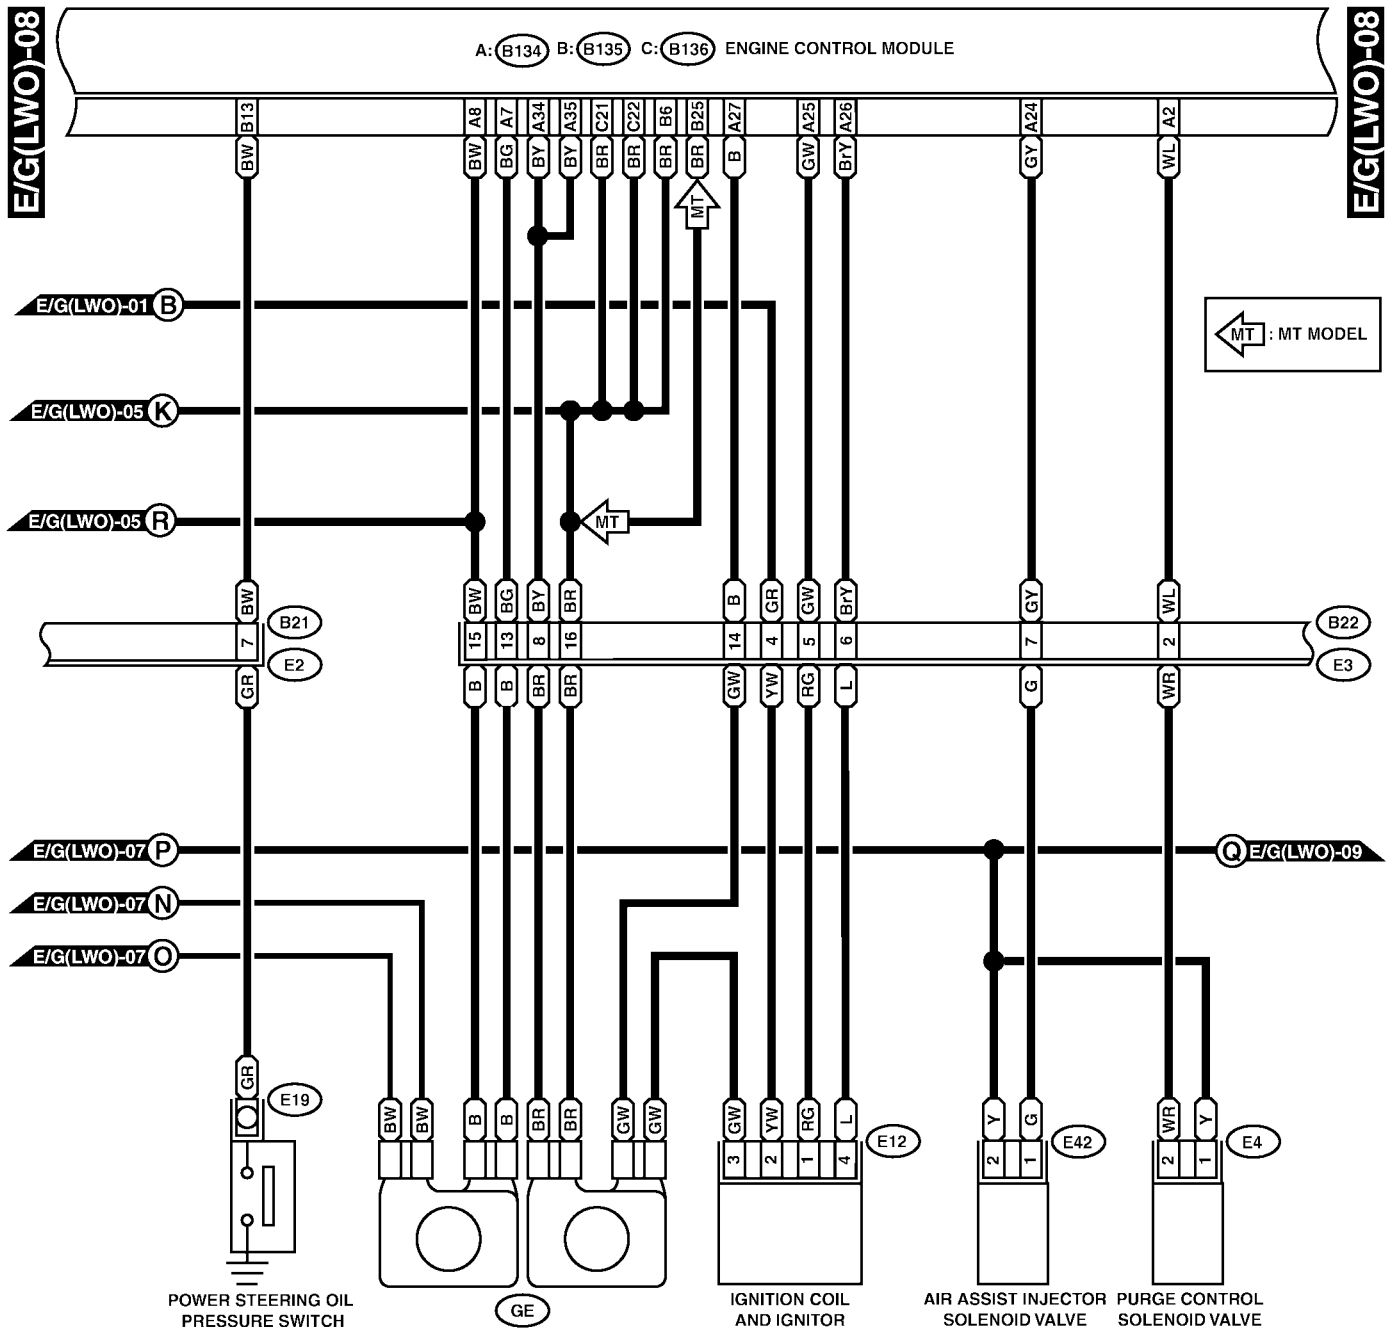 E/G(LWO)-08
E/G(LWO)-08
A: B134 B: B135 C: B136 ENGINE CONTROL MODULE
B13 A8 A7 A34 A35 C21 C22 B6 B25 A27 A25 A26 A24 A2
BW BW BG BY BY BR BR BR BR B GW BrY GY WL
MT
E/G(LWO)-01 B
MT : MT MODEL
E/G(LWO)-05 K
E/G(LWO)-05 R
MT
BW BW BG BY BR B GR GW BrY GY WL
B21 B22
7 15 13 8 16 14 4 5 6 7 2
E2 E3
GR B B BR BR GW YW RG L G WR
E/G(LWO)-07 P
Q E/G(LWO)-09
E/G(LWO)-07 N
E/G(LWO)-07 O
GR
E19
BW BW B B BR BR GW GW GW YW RG L Y G WR Y
E12 E42 E4
3 2 1 4 2 1 2 1
POWER STEERING OIL
PRESSURE SWITCH
GE
IGNITION COIL
AND IGNITOR
AIR ASSIST INJECTOR
SOLENOID VALVE
PURGE CONTROL
SOLENOID VALVE